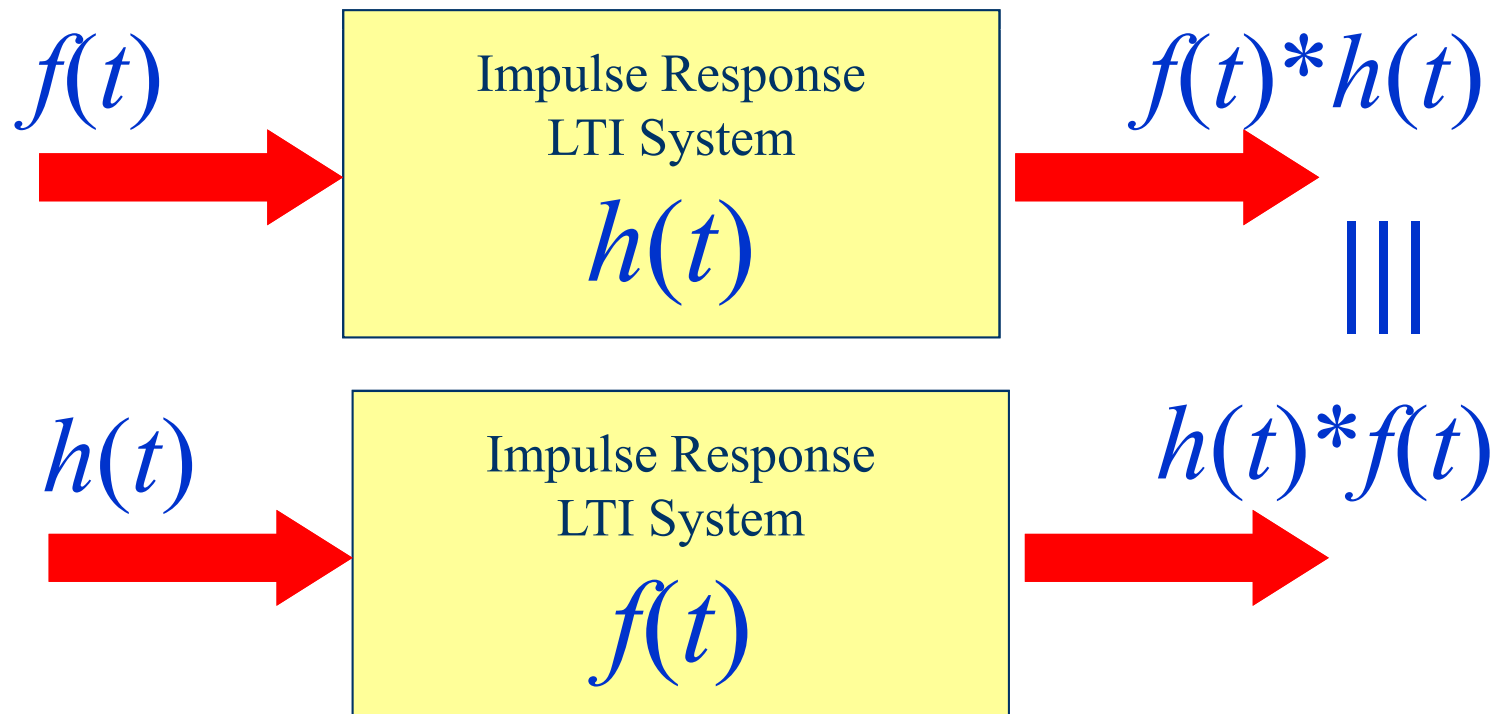 f(t)
Impulse Response
LTI System
h(t)
f(t)*h(t)
|||
h(t)
Impulse Response
LTI System
f(t)
h(t)*f(t)